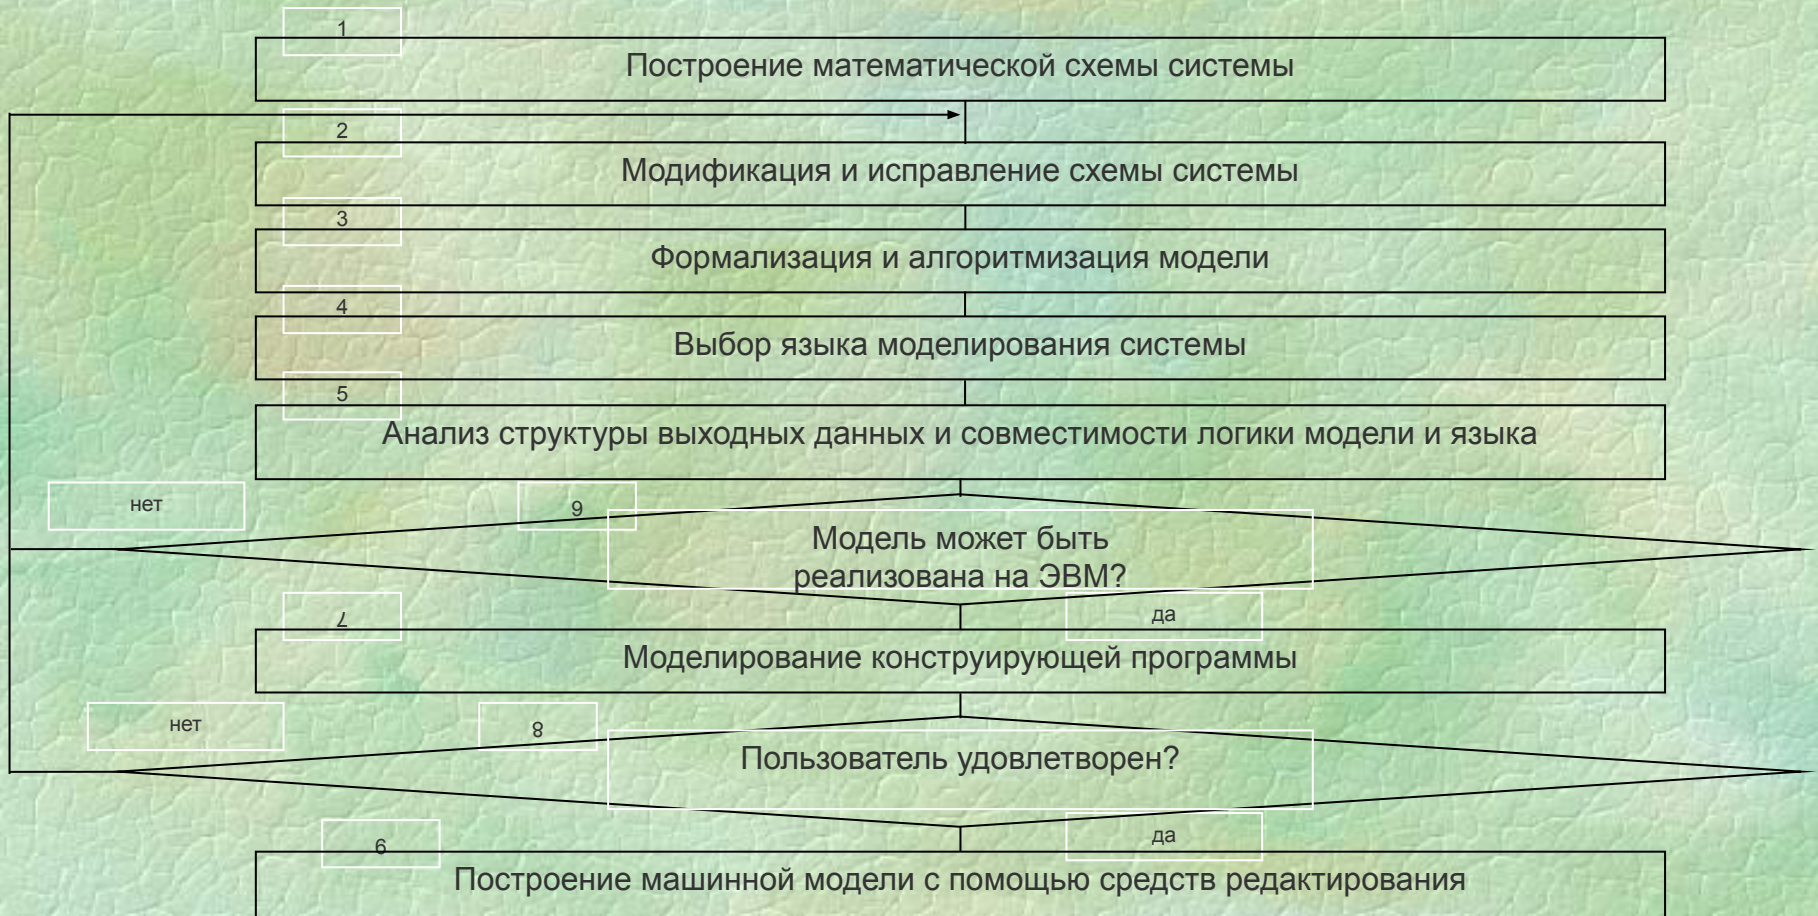 1
Построение математической схемы системы
2
Модификация и исправление схемы системы
3
Формализация и алгоритмизация модели
4
Выбор языка моделирования системы
5
Анализ структуры выходных данных и совместимости логики модели и языка
нет
6
Модель может быть
реализована на ЭВМ?
7
да
Моделирование конструирующей программы
нет
8
Пользователь удовлетворен?
9
да
Построение машинной модели с помощью средств редактирования